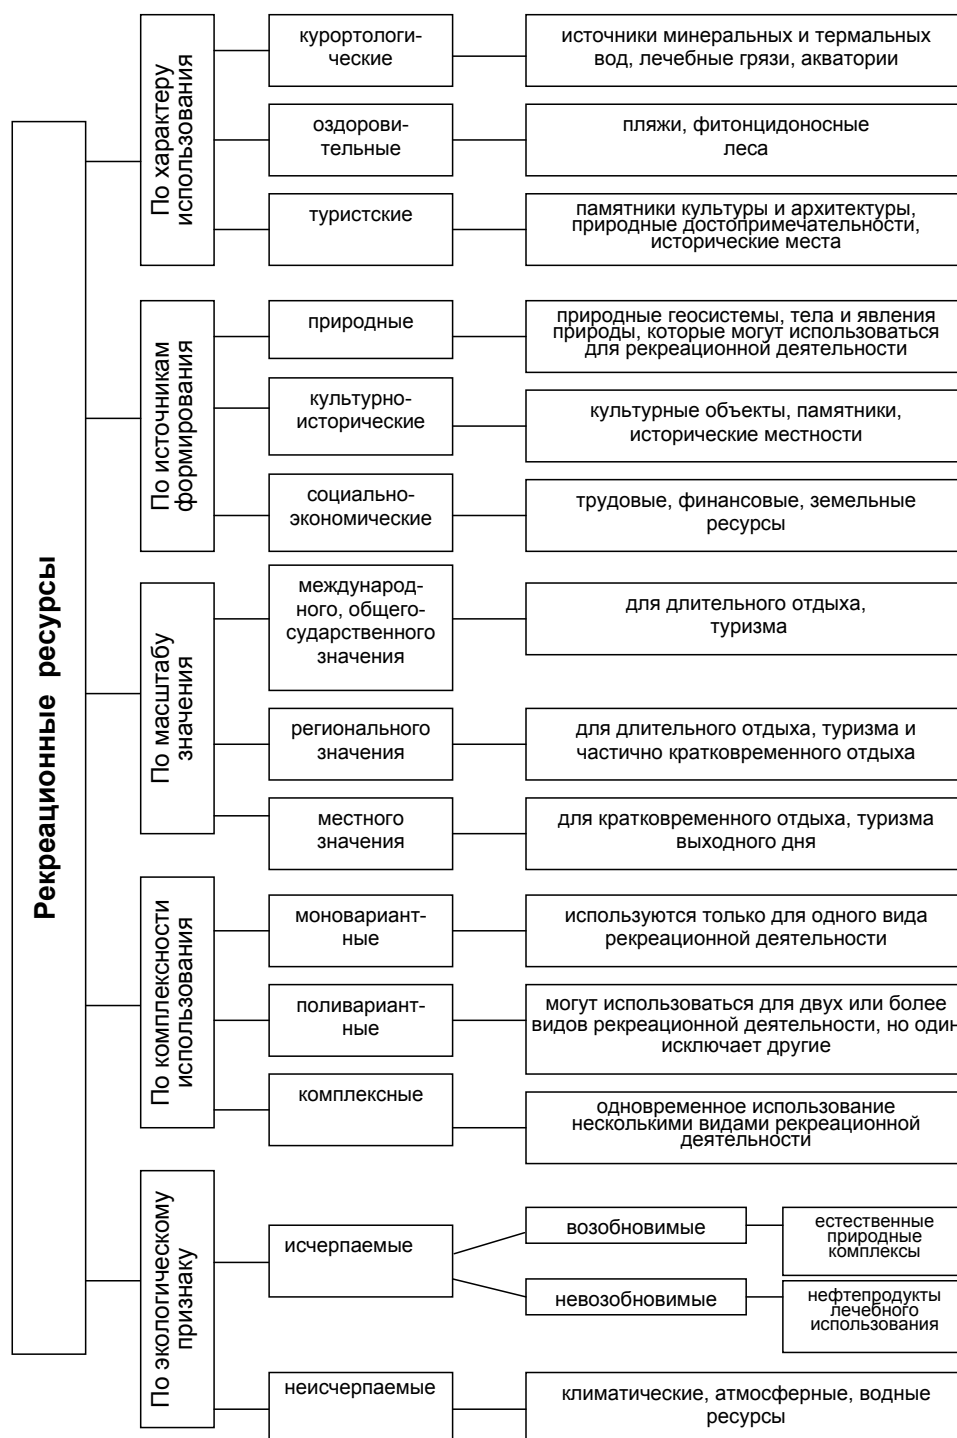 Рекреационные ресурсы
По характеру
использования
курортологи-
ческие
источники минеральных и термальных
вод, лечебные грязи, акватории
оздорови-
тельные
пляжи, фитонцидоносные
леса
туристские
памятники культуры и архитектуры,
природные достопримечательности,
исторические места
По источникам
формирования
природные
природные геосистемы, тела и явления
природы, которые могут использоваться
для рекреационной деятельности
культурно-
исторические
культурные объекты, памятники,
исторические местности
социально-
экономические
трудовые, финансовые, земельные
ресурсы
По масштабу
значения
международ-
ного, общего-
сударственного
значения
для длительного отдыха,
туризма
регионального
значения
для длительного отдыха, туризма и
частично кратковременного отдыха
местного
значения
для кратковременного отдыха, туризма
выходного дня
По комплексности
использования
моновариант-
ные
используются только для одного вида
рекреационной деятельности
поливариант-
ные
могут использоваться для двух или более
видов рекреационной деятельности, но один
исключает другие
комплексные
одновременное использование
несколькими видами рекреационной
деятельности
По экологическому
признаку
исчерпаемые
возобновимые
естественные
природные
комплексы
невозобновимые
нефтепродукты
лечебного
использования
неисчерпаемые
климатические, атмосферные, водные
ресурсы